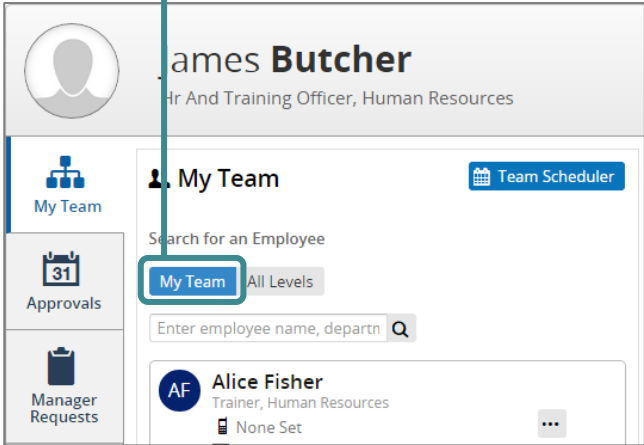 James Butcher
Hr And Training Officer, Human Resources
My Team
My Team
Team Scheduler
Search for an Employee
My Team
All Levels
31
Approvals
Enter employee name, departn
Manager
Requests
AF
Alice Fisher
Trainer, Human Resources
None Set
...